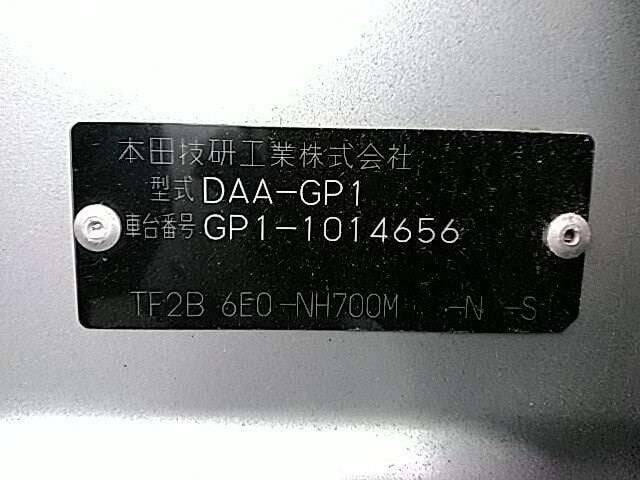 本田技研工業株式会社
型式 DAA-GP1
車台番号 GP1-1014656
TF2B 6E0-NH700M -N -S